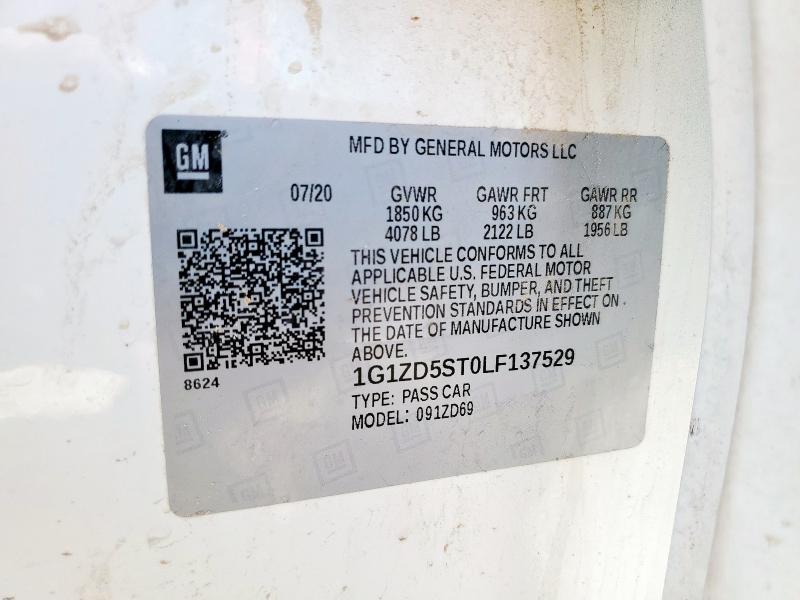 GM
MFD BY GENERAL MOTORS LLC
07/20 GVWR GAWR FRT GAWR RR
1850 KG 963 KG 887 KG
4078 LB 2122 LB 1956 LB
THIS VEHICLE CONFORMS TO ALL
APPLICABLE U.S. FEDERAL MOTOR
VEHICLE SAFETY, BUMPER, AND THEFT
PREVENTION STANDARDS IN EFFECT ON
THE DATE OF MANUFACTURE SHOWN
ABOVE.
8624
1G1ZD5ST0LF137529
TYPE: PASS CAR
MODEL: 091ZD69